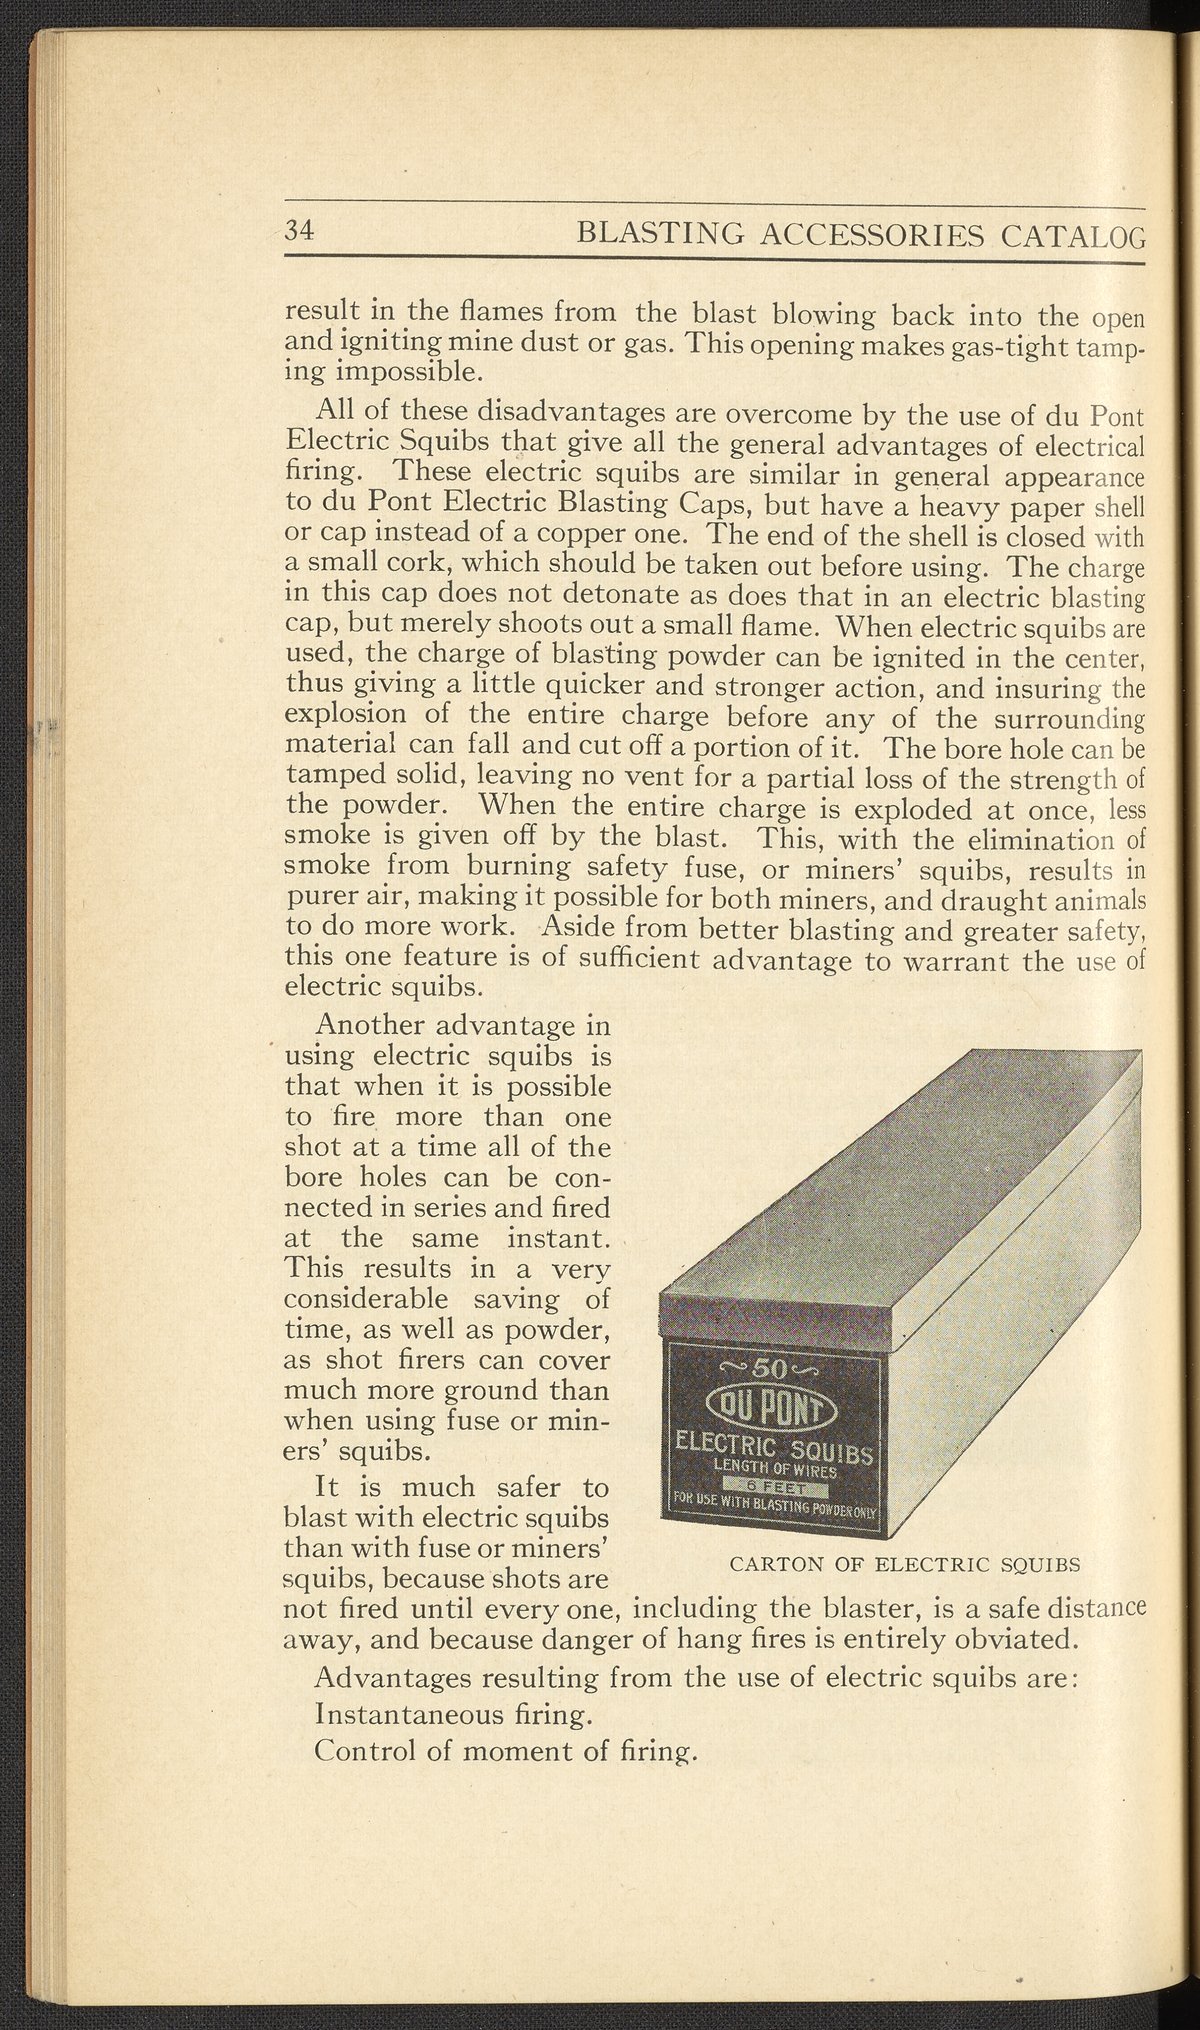 34 BLASTING ACCESSORIES CATALOG
result in the flames from the blast blowing back into the open
and igniting mine dust or gas. This opening makes gas-tight tamp-
ing impossible.
All of these disadvantages are overcome by the use of du Pont
Electric Squibs that give all the general advantages of electrical
firing. These electric squibs are similar in general appearance
to du Pont Electric Blasting Caps, but have a heavy paper shell
or cap instead of a copper one. The end of the shell is closed with
a small cork, which should be taken out before using. The charge
in this cap does not detonate as does that in an electric blasting
cap, but merely shoots out a small flame. When electric squibs are
used, the charge of blasting powder can be ignited in the center,
thus giving a little quicker and stronger action, and insuring the
explosion of the entire charge before any of the surrounding
material can fall and cut off a portion of it. The bore hole can be
tamped solid, leaving no vent for a partial loss of the strength of
the powder. When the entire charge is exploded at once, less
smoke is given off by the blast. This, with the elimination of
smoke from burning safety fuse, or miners' squibs, results in
purer air, making it possible for both miners, and draught animals
to do more work. Aside from better blasting and greater safety,
this one feature is of sufficient advantage to warrant the use of
electric squibs.
Another advantage in
using electric squibs is
that when it is possible
to fire more than one
shot at a time all of the
bore holes can be con-
nected in series and fired
at the same instant.
This results in a very
considerable saving of
time, as well as powder,
as shot firers can cover
much more ground than
when using fuse or min-
ers' squibs.
It is much safer to
blast with electric squibs
than with fuse or miners'
squibs, because shots are
50
DU PONT
ELECTRIC SQUIBS
LENGTH OF WIRES
6 FEET
FOR USE WITH BLASTING POWDER ONLY
CARTON OF ELECTRIC SQUIBS
not fired until every one, including the blaster, is a safe distance
away, and because danger of hang fires is entirely obviated.
Advantages resulting from the use of electric squibs are:
Instantaneous firing.
Control of moment of firing.